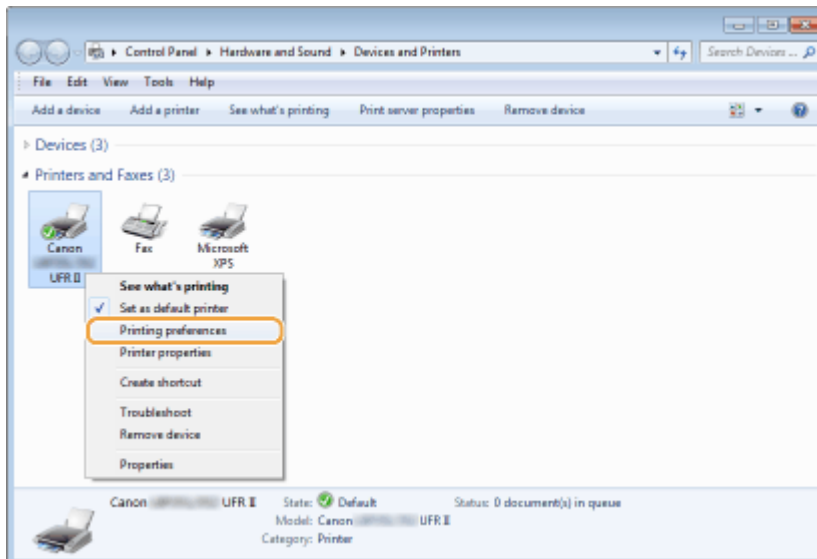 Control Panel ▸ Hardware and Sound ▸ Devices and Printers Search Devices ...
File Edit View Tools Help
Add a device Add a printer See what's printing Print server properties Remove device
Devices (3)
Printers and Faxes (3)
Canon
UFR II
Fax
Microsoft
XPS
See what's printing
Set as default printer
Printing preferences
Printer properties
Create shortcut
Troubleshoot
Remove device
Properties
Canon UFR II State: Default Status: 0 document(s) in queue
Model: Canon UFR II
Category: Printer